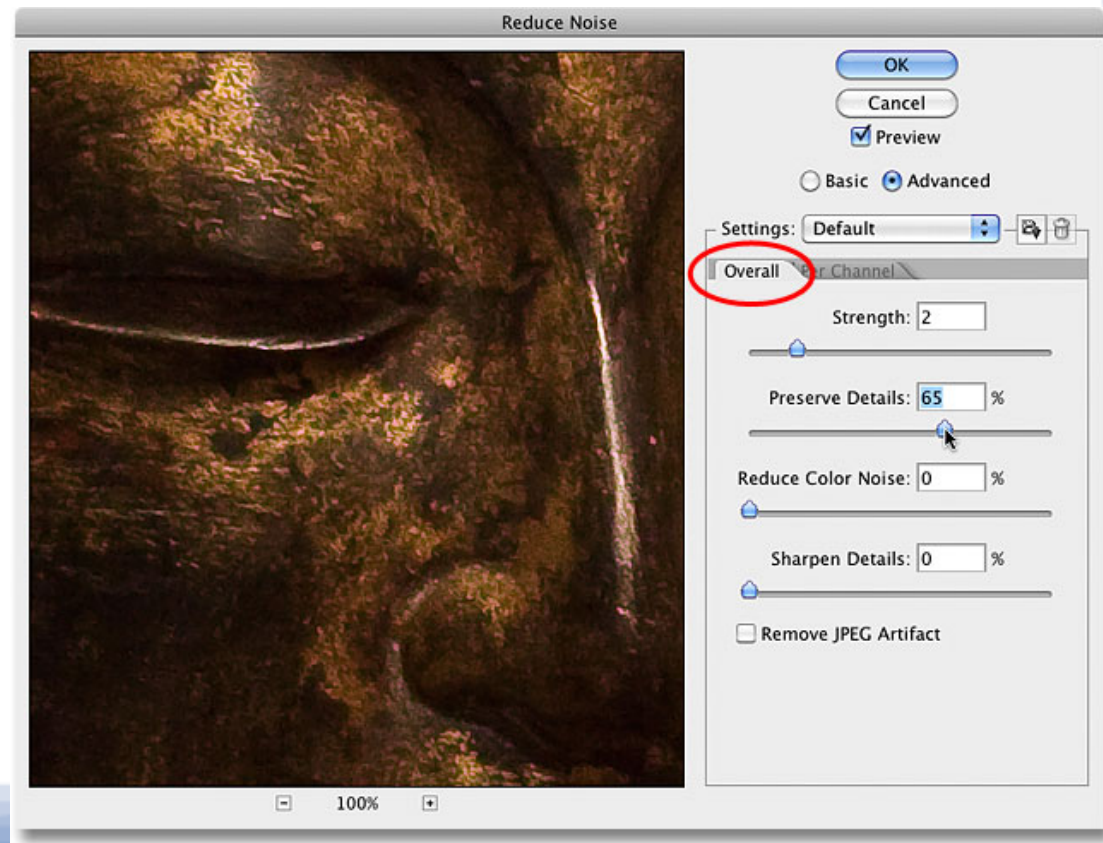 Reduce Noise
OK
Cancel
Preview
Basic Advanced
Settings: Default
Overall Per Channel
Strength: 2
Preserve Details: 65 %
Reduce Color Noise: 0 %
Sharpen Details: 0 %
Remove JPEG Artifact
- 100% +